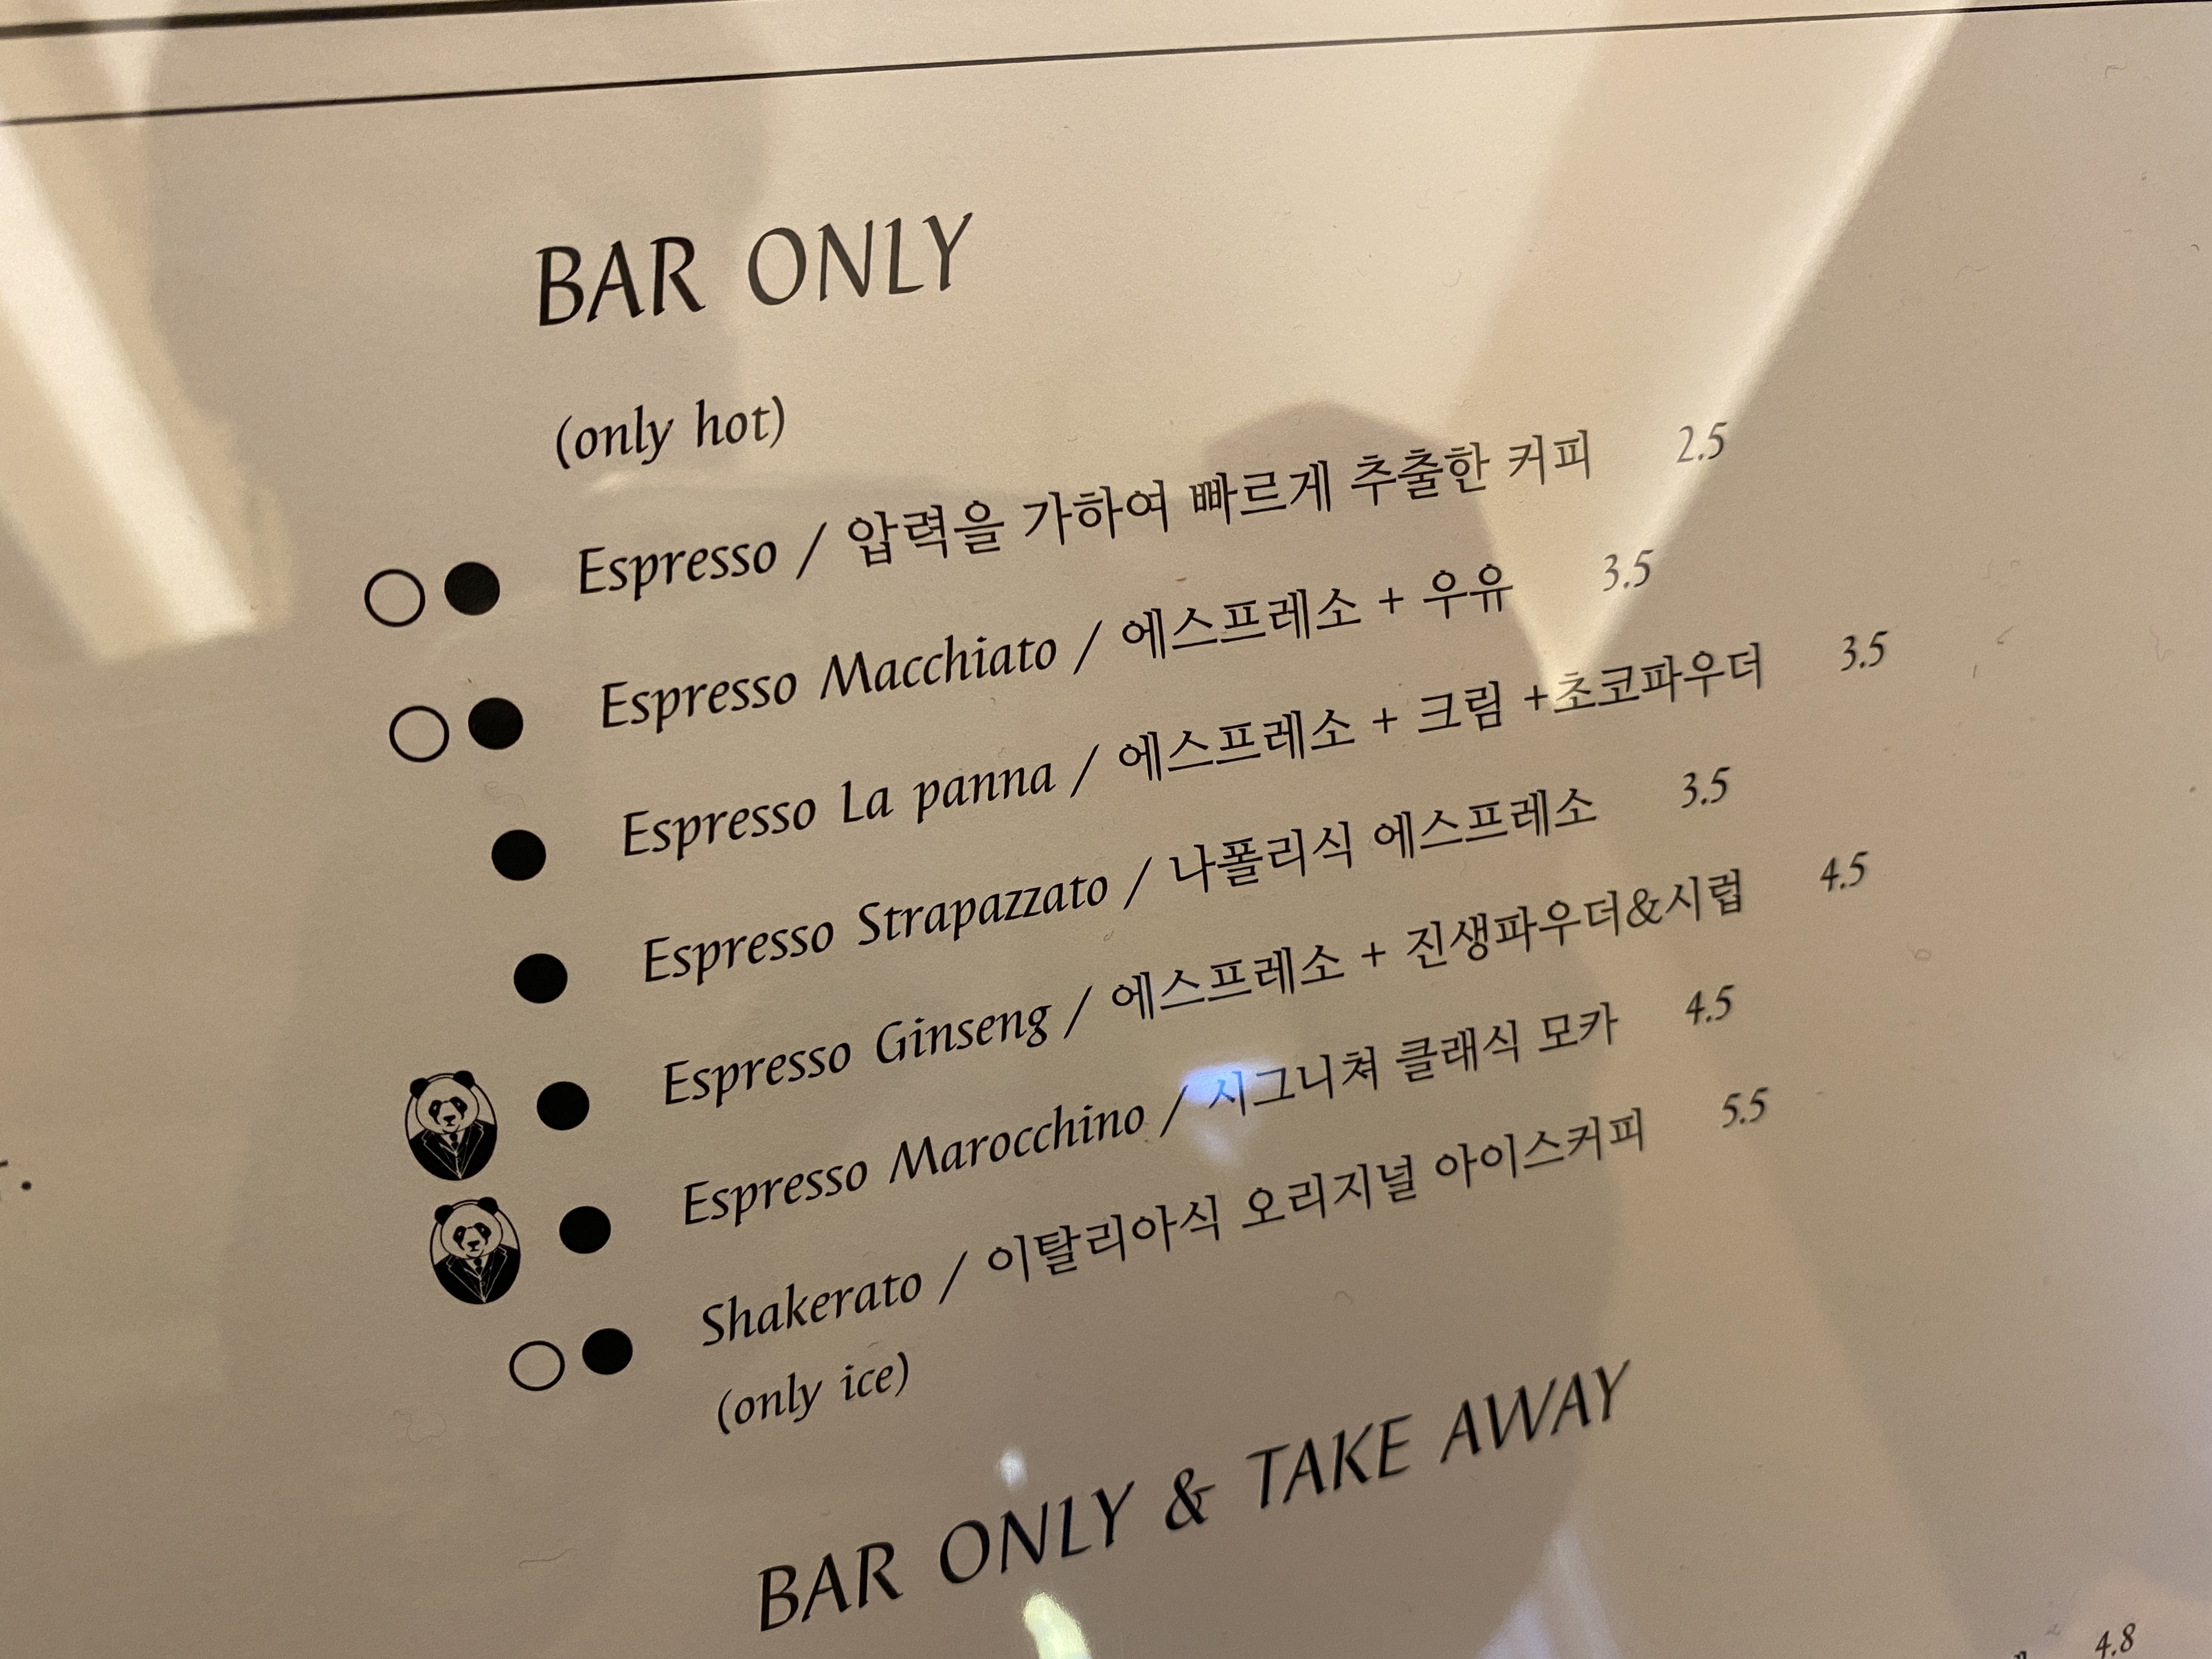 BAR ONLY
(only hot)
Espresso / 압력을 가하여 빠르게 추출한 커피 2.5
Espresso Macchiato / 에스프레소 + 우유 3.5
Espresso La panna / 에스프레소 + 크림 +초코파우더 3.5
Espresso Strapazzato / 나폴리식 에스프레소 3.5
Espresso Ginseng / 에스프레소 + 진생파우더&시럽 4.5
Espresso Marocchino / 시그니쳐 클래식 모카 4.5
Shakerato / 이탈리아식 오리지널 아이스커피 5.5
(only ice)
BAR ONLY & TAKE AWAY
4.8